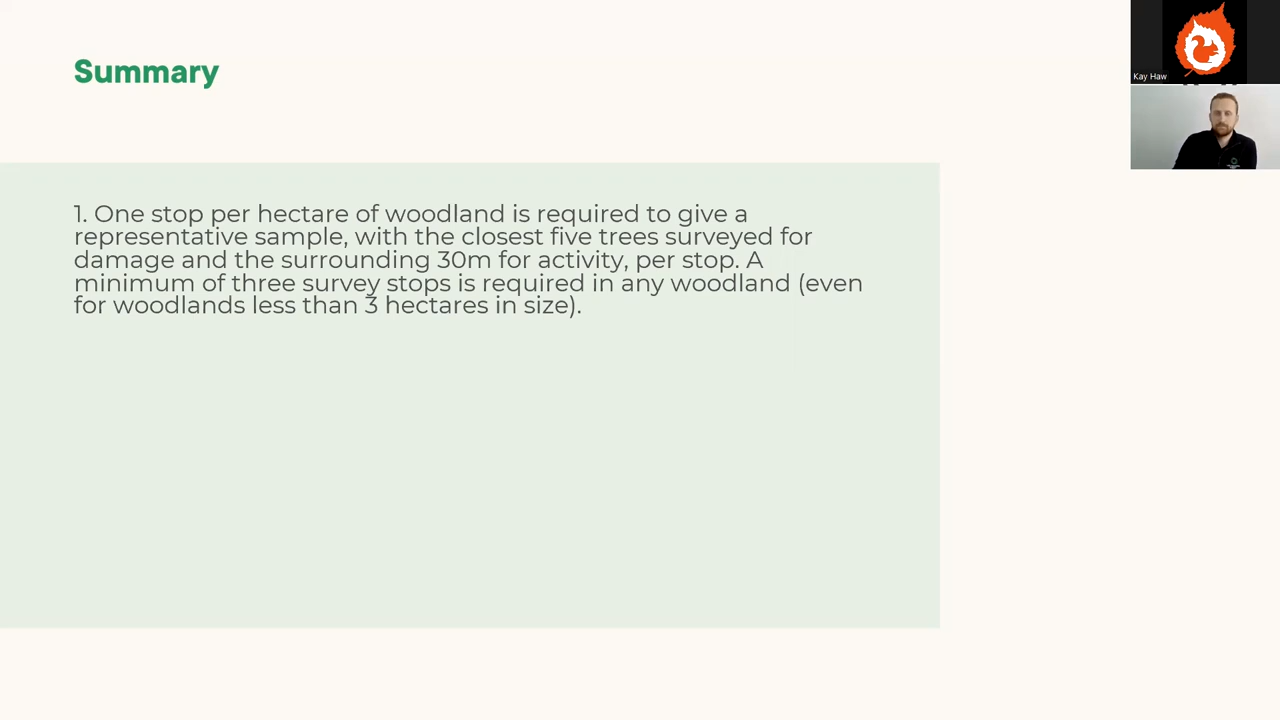 Summary
Kay Haw
1. One stop per hectare of woodland is required to give a
representative sample, with the closest five trees surveyed for
damage and the surrounding 30m for activity, per stop. A
minimum of three survey stops is required in any woodland (even
for woodlands less than 3 hectares in size).